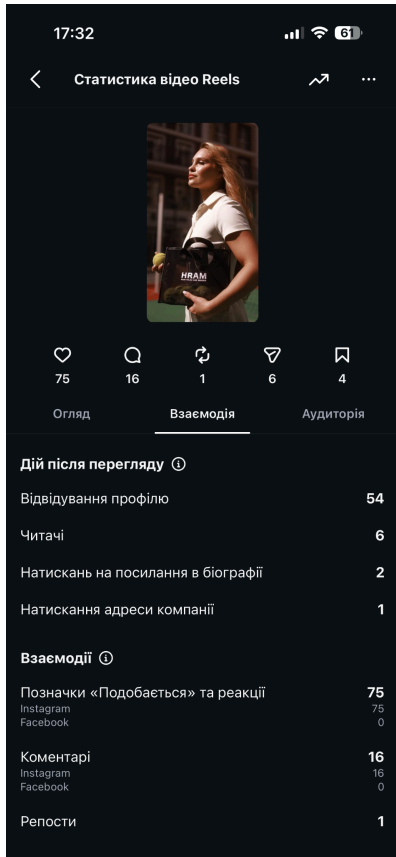 17:32
61
Статистика відео Reels
HRAM
75
16
1
6
4
Огляд
Взаємодія
Аудиторія
Дій після перегляду
Відвідування профілю 54
Читачі 6
Натискань на посилання в біографії 2
Натискання адреси компанії 1
Взаємодії
Позначки «Подобається» та реакції 75
Instagram 75
Facebook 0
Коментарі 16
Instagram 16
Facebook 0
Репости 1